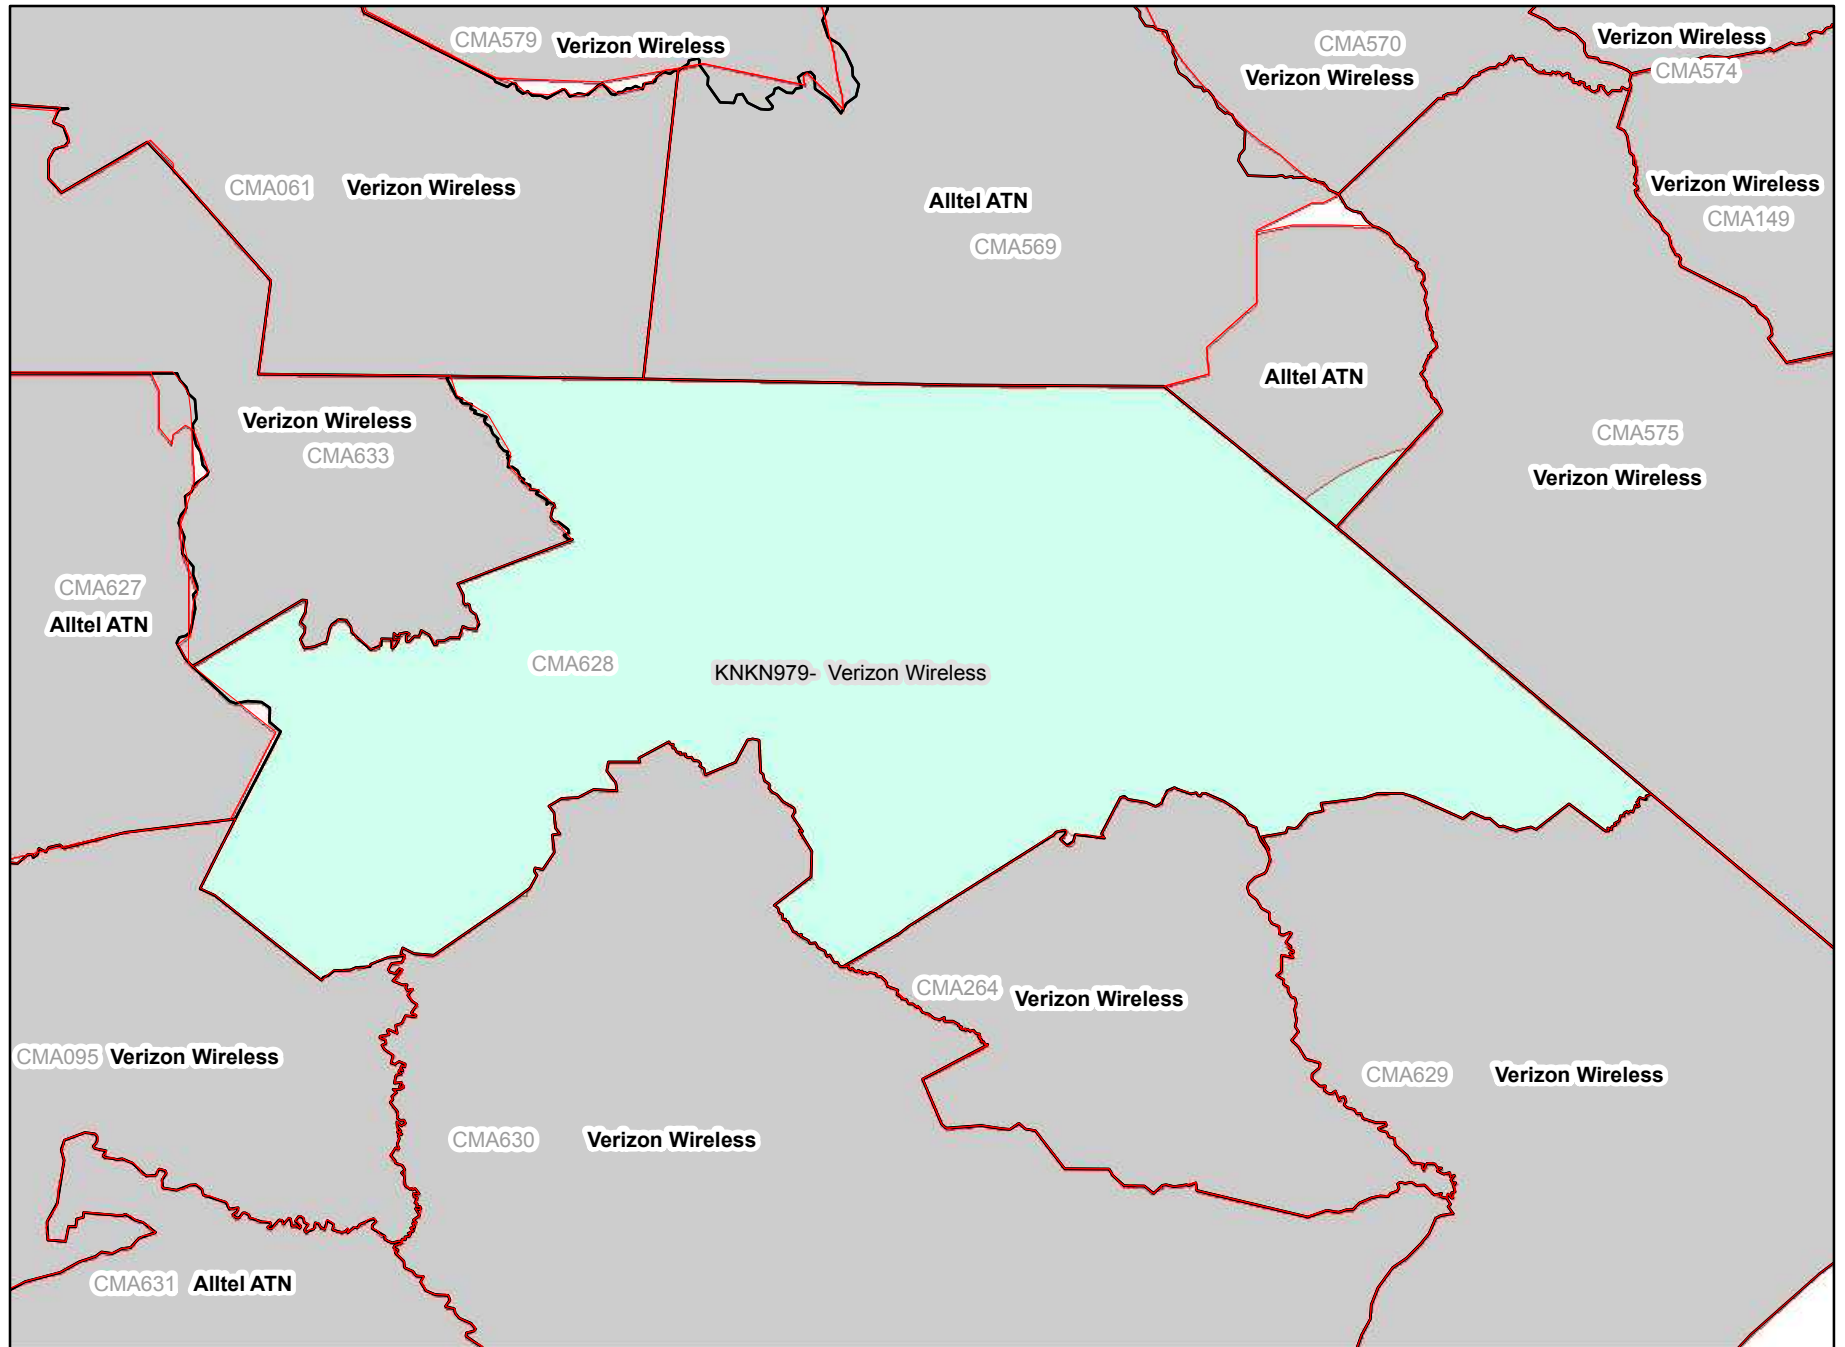 CMA579 Verizon Wireless
CMA570
Verizon Wireless
Verizon Wireless
CMA574
CMA061 Verizon Wireless
Alltel ATN
CMA569
Verizon Wireless
CMA149
Verizon Wireless
CMA633
Alltel ATN
CMA575
Verizon Wireless
CMA627
Alltel ATN
CMA628
KNKN979- Verizon Wireless
CMA264 Verizon Wireless
CMA095 Verizon Wireless
CMA629 Verizon Wireless
CMA630 Verizon Wireless
CMA631 Alltel ATN